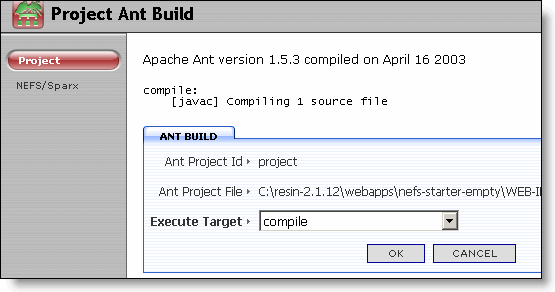 Project Ant Build
Project
NEFS/Sparx
Apache Ant version 1.5.3 compiled on April 16 2003
compile:
[javac] Compiling 1 source file
ANT BUILD
Ant Project Id project
Ant Project File C:\resin-2.1.12\webapps\nefs-starter-empty\WEB-I
Execute Target compile
OK CANCEL